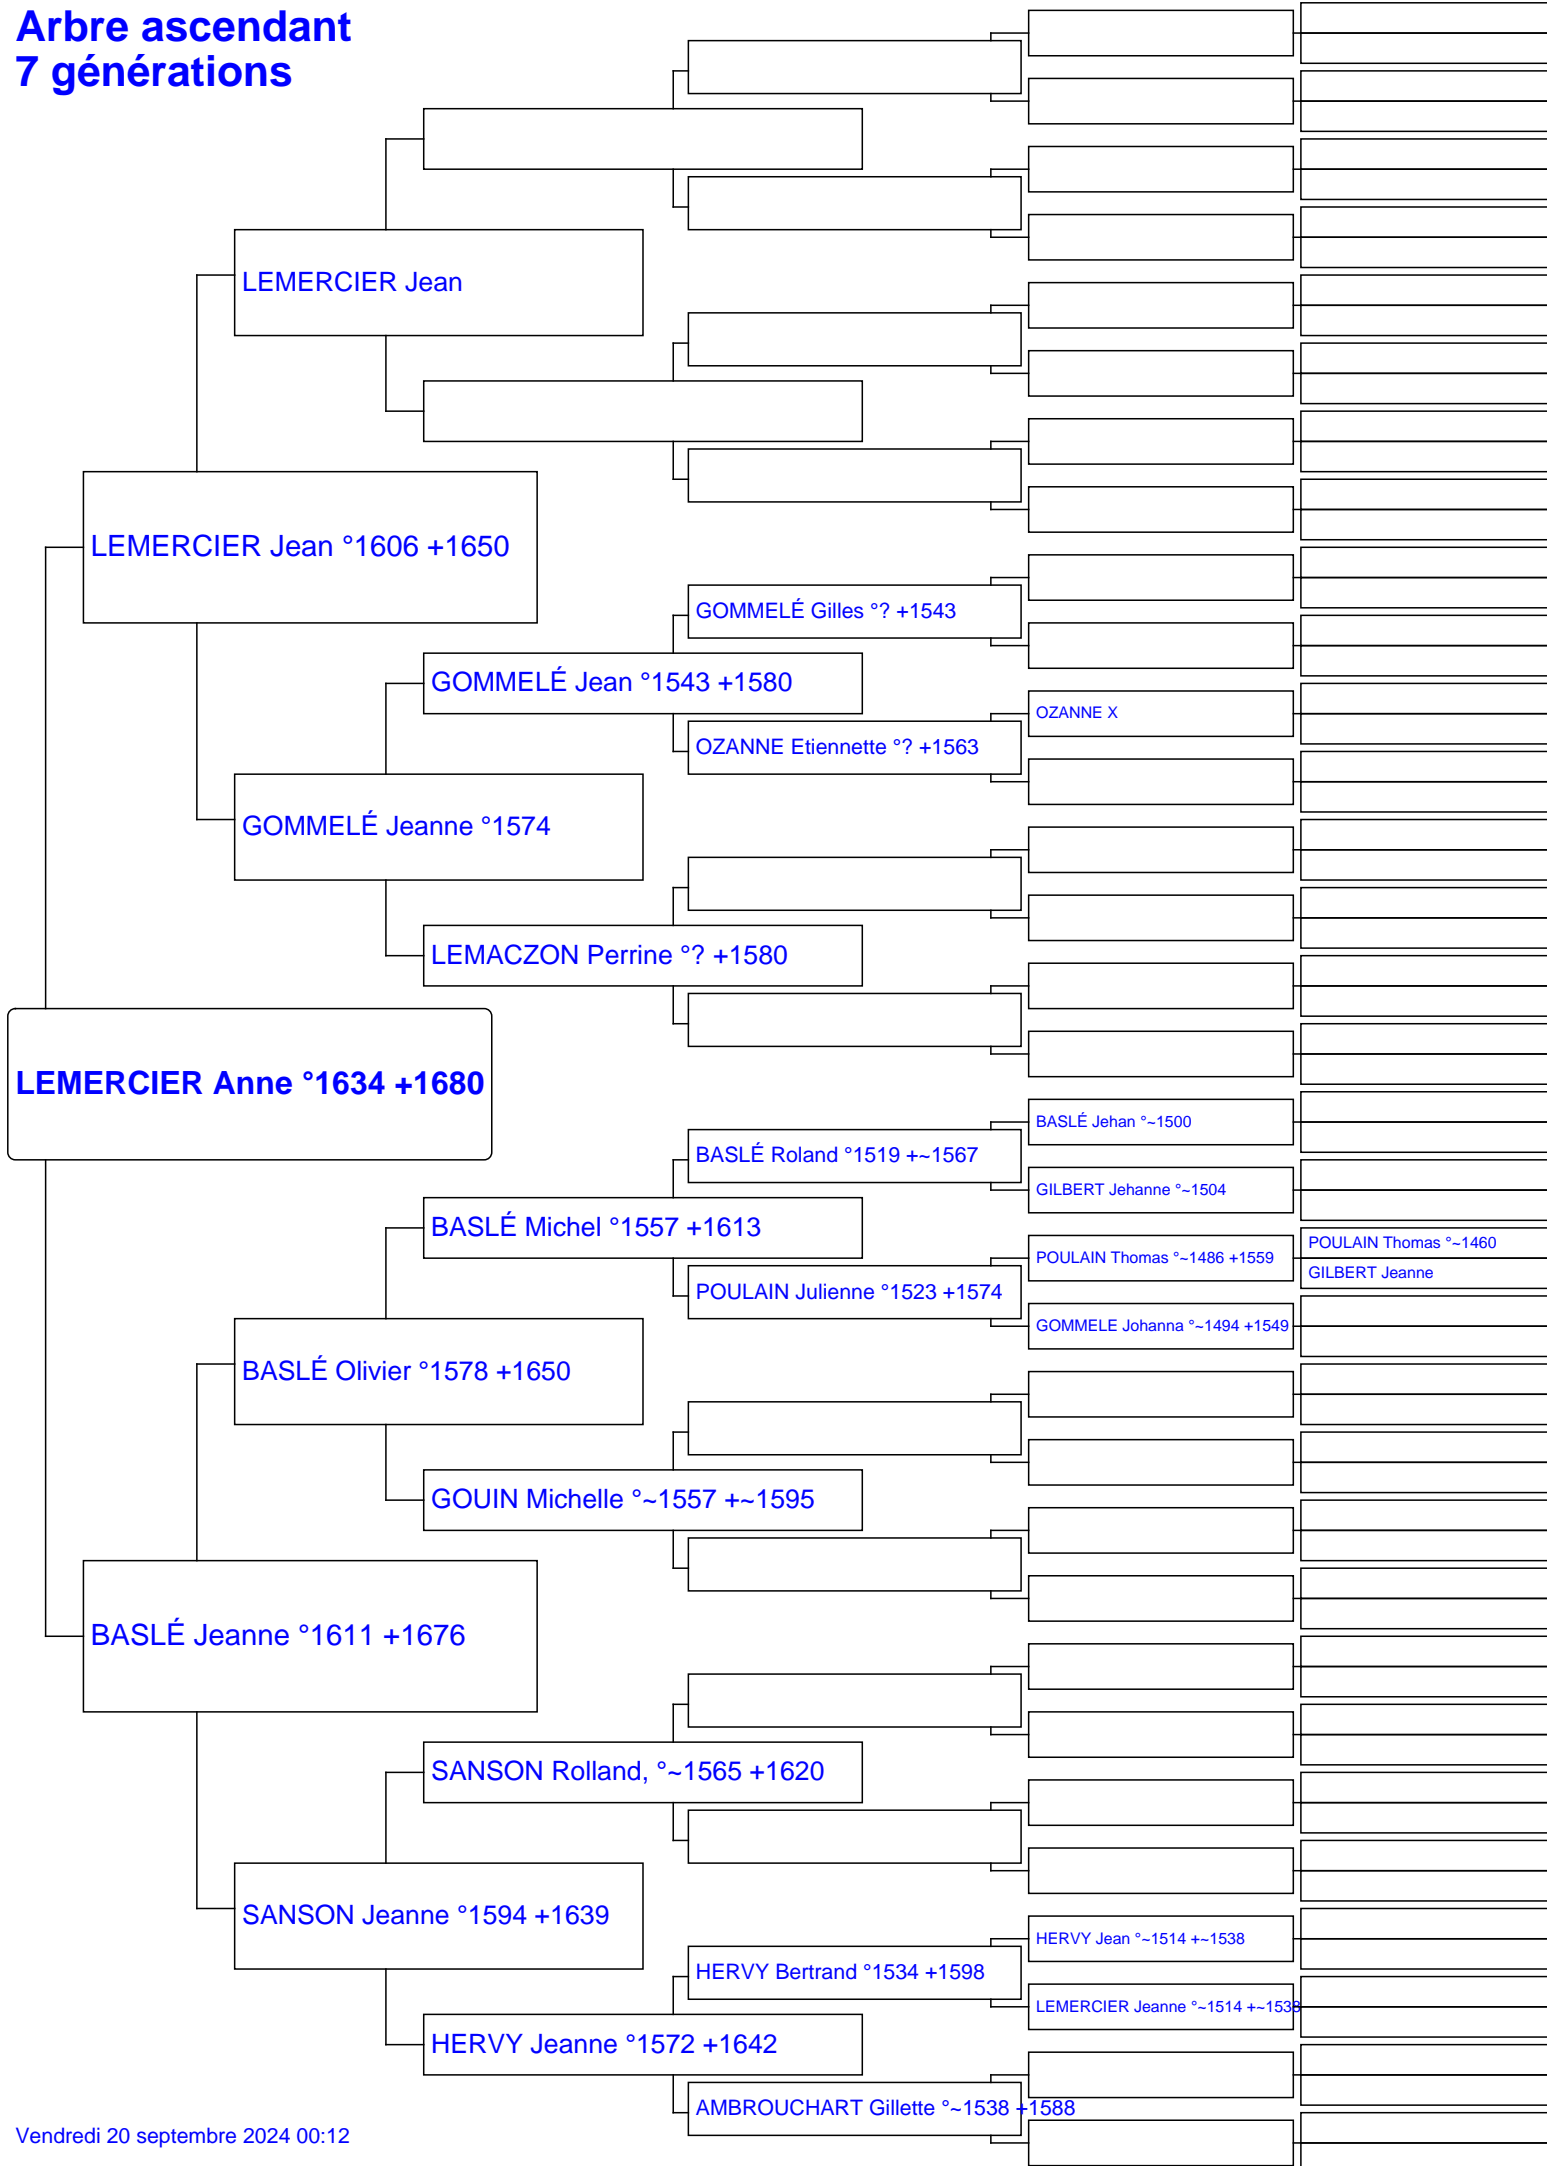 Arbre ascendant
7 générations
LEMERCIER Jean
LEMERCIER Jean °1606 +1650
GOMMELÉ Gilles °? +1543
GOMMELÉ Jean °1543 +1580
OZANNE X
OZANNE Etiennette °? +1563
GOMMELÉ Jeanne °1574
LEMACZON Perrine °? +1580
LEMERCIER Anne °1634 +1680
BASLÉ Jehan °~1500
BASLÉ Roland °1519 +~1567
GILBERT Jehanne °~1504
BASLÉ Michel °1557 +1613
POULAIN Thomas °~1460
POULAIN Thomas °~1486 +1559
GILBERT Jeanne
POULAIN Julienne °1523 +1574
GOMMELE Johanna °~1494 +1549
BASLÉ Olivier °1578 +1650
GOUIN Michelle °~1557 +~1595
BASLÉ Jeanne °1611 +1676
SANSON Rolland, °~1565 +1620
SANSON Jeanne °1594 +1639
HERVY Jean °~1514 +~1538
HERVY Bertrand °1534 +1598
LEMERCIER Jeanne °~1514 +~1538
HERVY Jeanne °1572 +1642
AMBROUCHART Gillette °~1538 +1588
Vendredi 20 septembre 2024 00:12